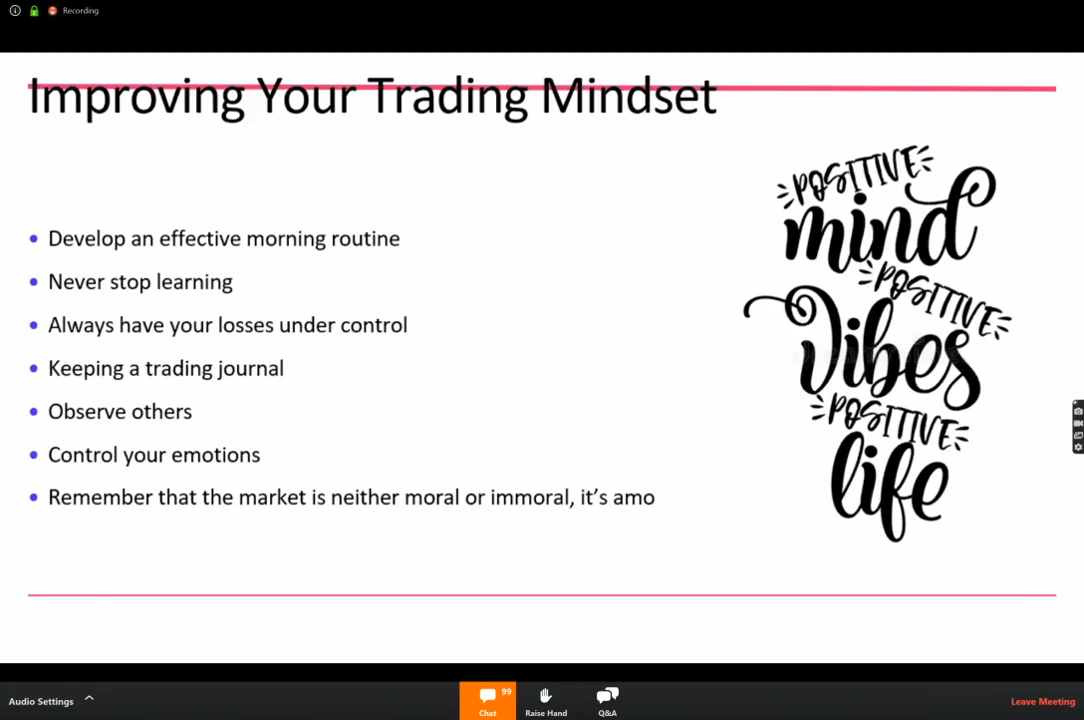 Recording
Improving Your Trading Mindset
POSITIVE
mind
POSITIVE
Vibes
POSITIVE
life
• Develop an effective morning routine
• Never stop learning
• Always have your losses under control
• Keeping a trading journal
• Observe others
• Control your emotions
• Remember that the market is neither moral or immoral, it's amo
Audio Settings
99
Chat
Raise Hand
Q&A
Leave Meeting